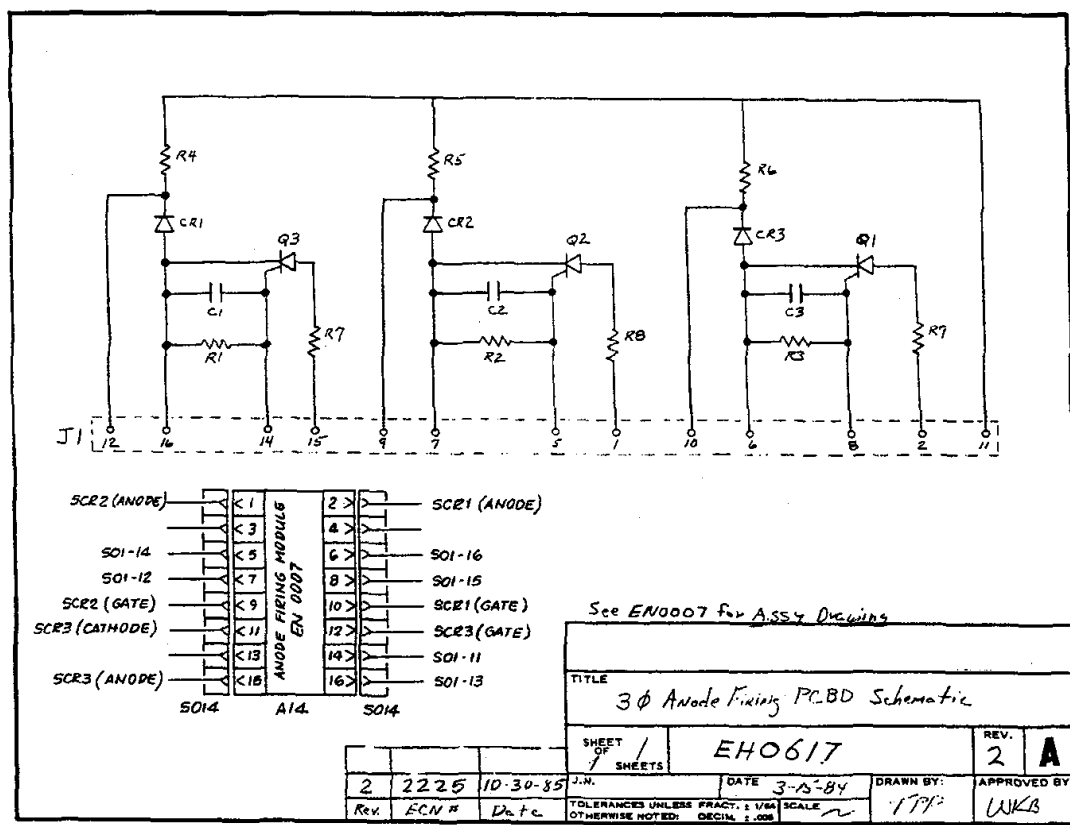 R4
R5
R6
CR1
CR2
CR3
Q3
Q2
Q1
C1
C2
C3
R7
R8
R9
R1
R2
R3
J1
12 16 14 15 9 7 5 1 10 6 8 2 11
SCR2 (ANODE) 1 2 SCR1 (ANODE)
3 4
SO1-14 5 6 SO1-16
SO1-12 7 8 SO1-15
SCR2 (GATE) 9 10 SCR1 (GATE)
SCR3 (CATHODE) 11 12 SCR3 (GATE)
13 14 SO1-11
SCR3 (ANODE) 15 16 SO1-13
ANODE FIRING MODULE
EN 0007
SO14 A14 SO14
See EN0007 for ASSY Drawing
TITLE
3Ø Anode Firing PCBD Schematic
SHEET 1
OF 1 SHEETS
EHO617
REV.
2
A
2 2225 10-30-85
Rev. ECN # Date
J.N.
DATE 3-15-84
DRAWN BY:
APPROVED BY
WKB
TOLERANCES UNLESS FRACT. ± 1/64
OTHERWISE NOTED: DECIM. ± .005
SCALE ~